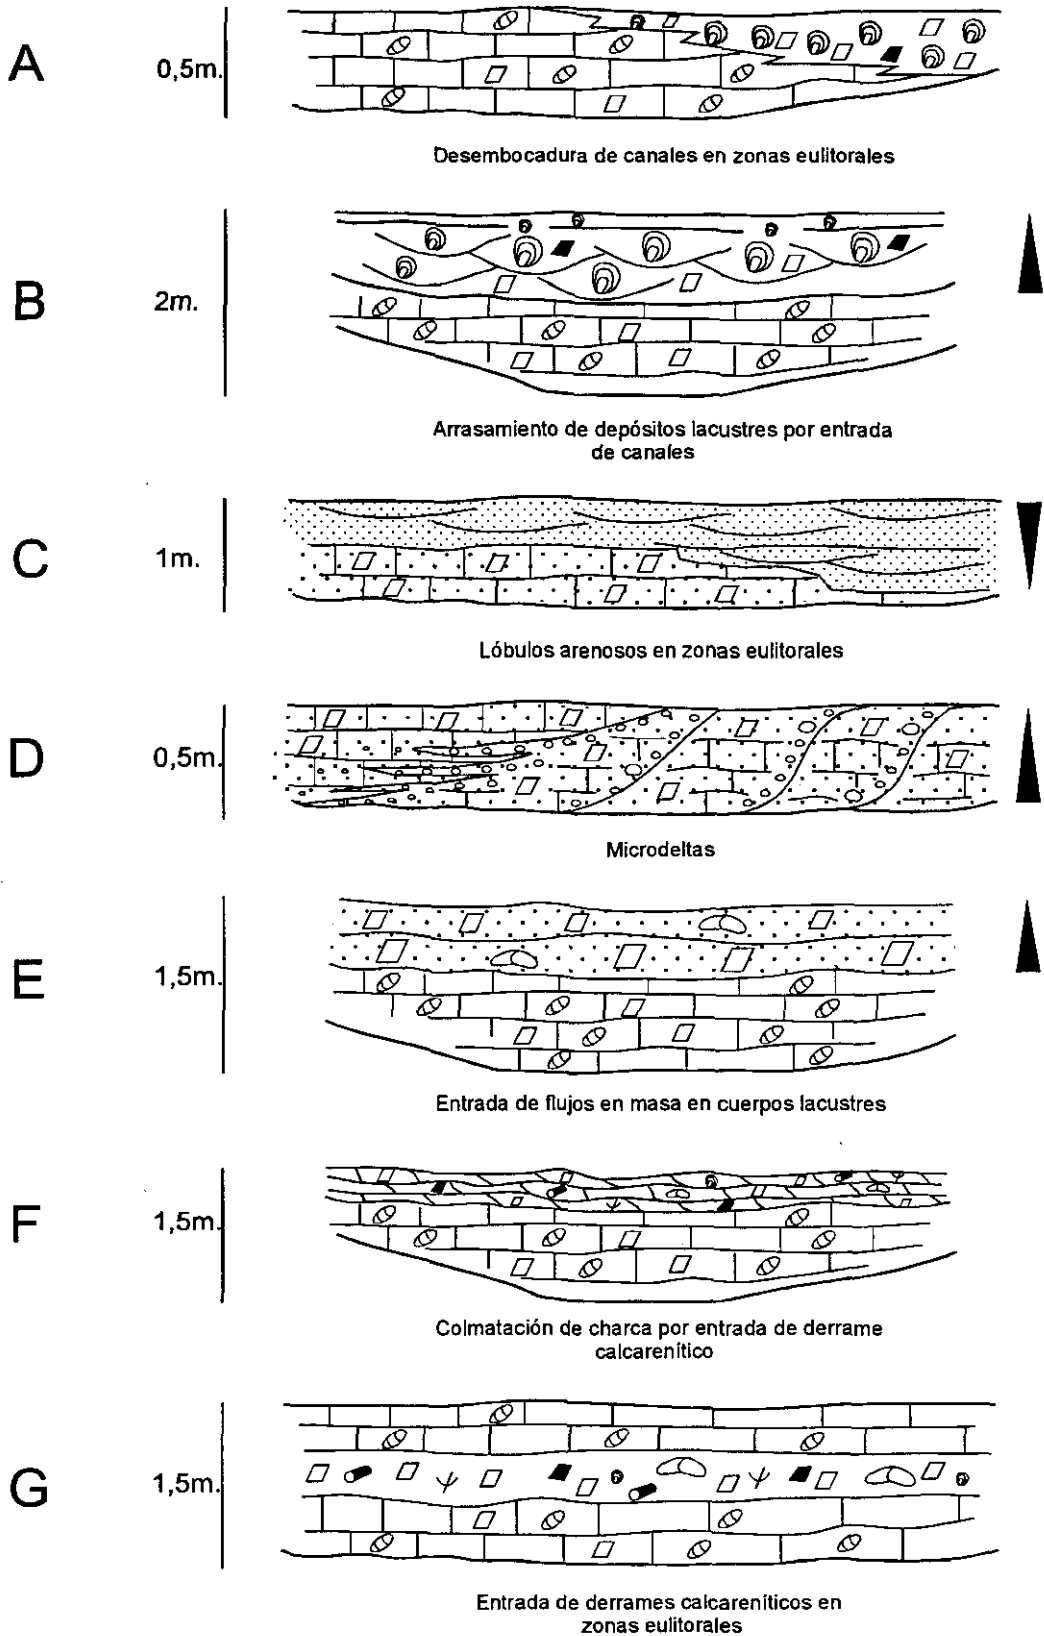 A
0,5m.
Desembocadura de canales en zonas eulitorales
B
2m.
Arrasamiento de depósitos lacustres por entrada
de canales
C
1m.
Lóbulos arenosos en zonas eulitorales
D
0,5m.
Microdeltas
E
1,5m.
Entrada de flujos en masa en cuerpos lacustres
F
1,5m.
Colmatación de charca por entrada de derrame
calcarenítico
G
1,5m.
Entrada de derrames calcareníticos en
zonas eulitorales